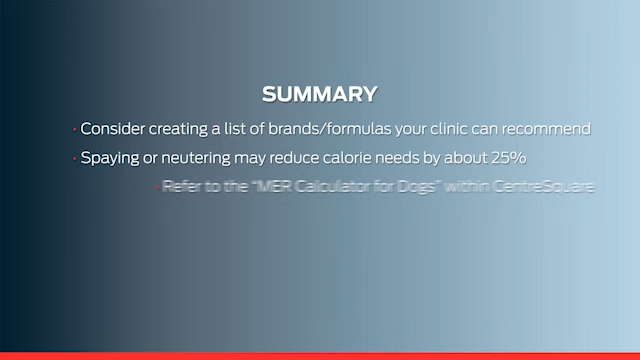 SUMMARY
· Consider creating a list of brands/formulas your clinic can recommend
· Spaying or neutering may reduce calorie needs by about 25%
· Refer to the “MER Calculator for Dogs” within CentreSquare